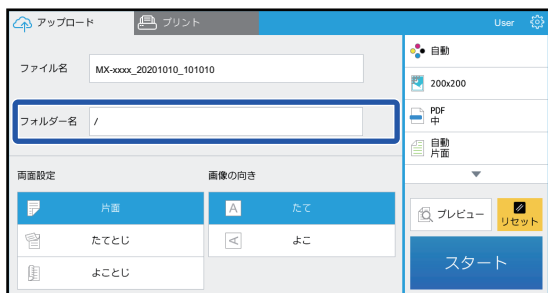 アップロード
プリント
User
ファイル名
MX-xxxx_20201010_101010
フォルダー名
/
両面設定
画像の向き
片面
たてとじ
よことじ
A
たて
A
よこ
自動
200x200
PDF
中
自動
片面
プレビュー
リセット
スタート